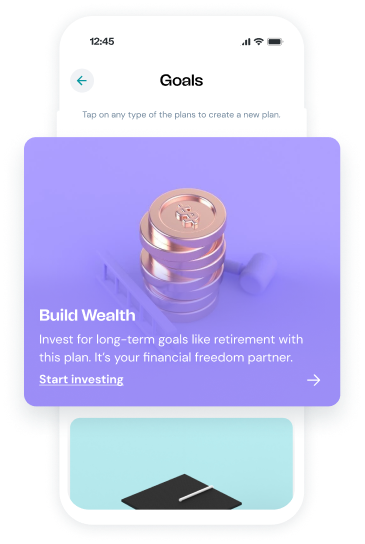 12:45
Goals
Tap on any type of the plans to create a new plan.
Build Wealth
Invest for long-term goals like retirement with
this plan. It's your financial freedom partner.
Start investing